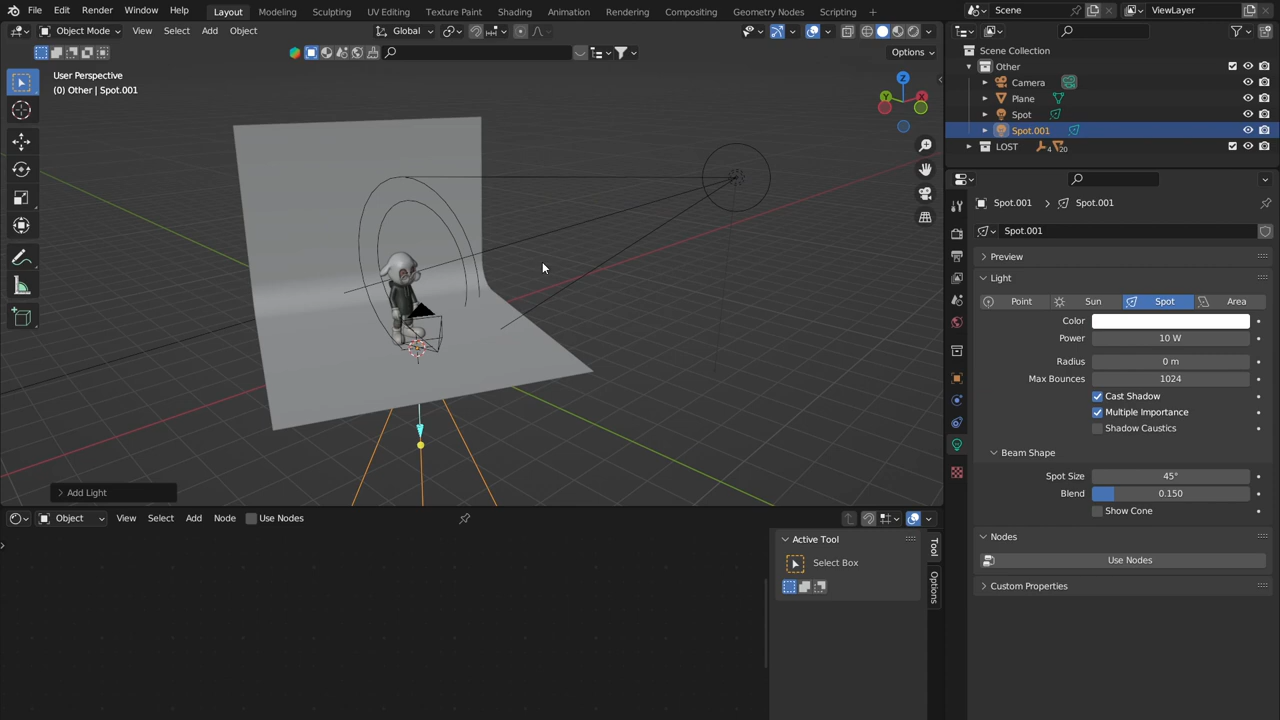 File Edit Render Window Help Layout Modeling Sculpting UV Editing Texture Paint Shading Animation Rendering Compositing Geometry Nodes Scripting Scene ViewLayer
Object Mode View Select Add Object Global
Options
User Perspective
(0) Other | Spot.001
Z
Y
X
Add Light
Scene Collection
Other
Camera
Plane
Spot
Spot.001
LOST 4 20
Spot.001 Spot.001
Spot.001
Preview
Light
Point Sun Spot Area
Color
Power 10 W
Radius 0 m
Max Bounces 1024
Cast Shadow
Multiple Importance
Shadow Caustics
Beam Shape
Spot Size 45°
Blend 0.150
Show Cone
Nodes
Use Nodes
Custom Properties
Object View Select Add Node Use Nodes
Active Tool
Select Box
Tool
Options